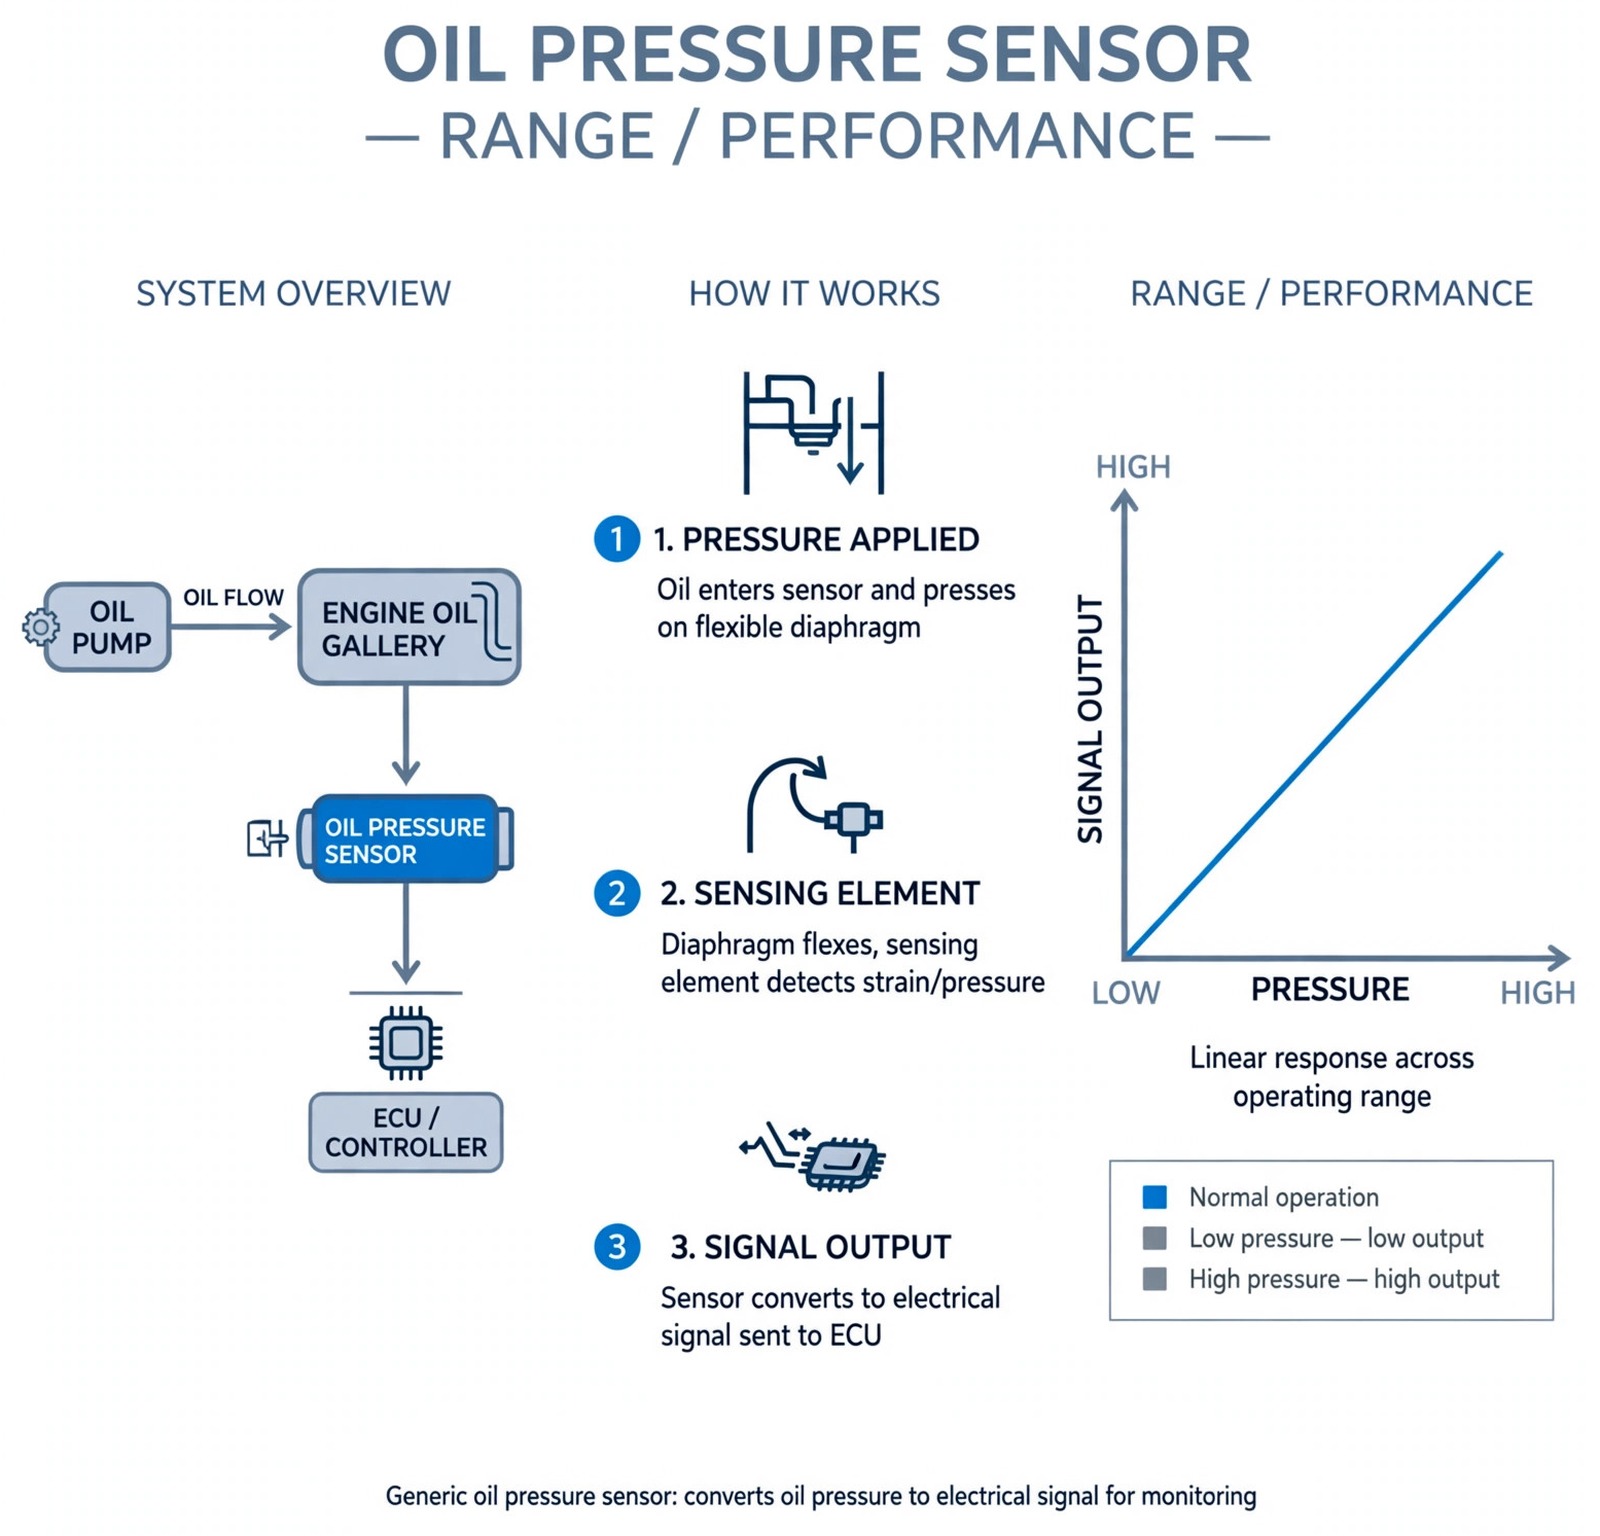 OIL PRESSURE SENSOR
— RANGE / PERFORMANCE —
SYSTEM OVERVIEW
OIL
PUMP
OIL FLOW
ENGINE OIL
GALLERY
OIL PRESSURE
SENSOR
ECU /
CONTROLLER
HOW IT WORKS
1
1. PRESSURE APPLIED
Oil enters sensor and presses
on flexible diaphragm
2
2. SENSING ELEMENT
Diaphragm flexes, sensing
element detects strain/pressure
3
3. SIGNAL OUTPUT
Sensor converts to electrical
signal sent to ECU
RANGE / PERFORMANCE
HIGH
SIGNAL OUTPUT
LOW
PRESSURE
HIGH
Linear response across
operating range
Normal operation
Low pressure — low output
High pressure — high output
Generic oil pressure sensor: converts oil pressure to electrical signal for monitoring